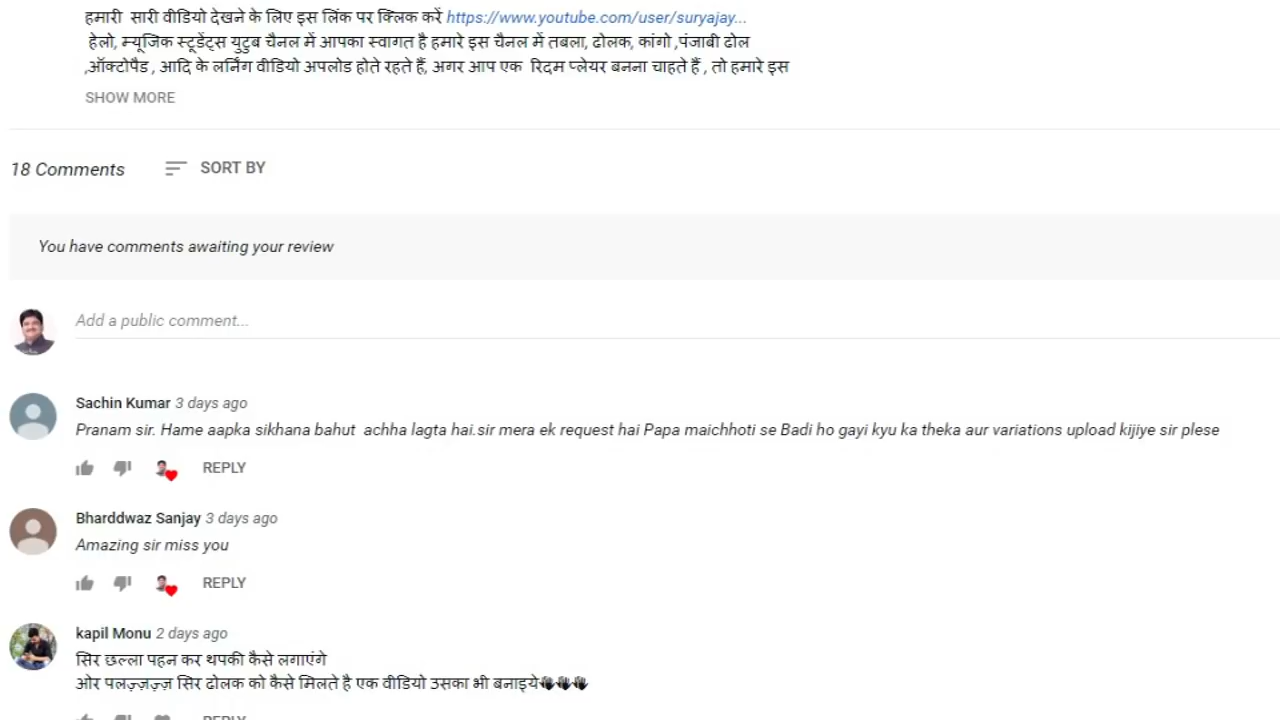 हमारी सारी वीडियो देखने के लिए इस लिंक पर क्लिक करें https://www.youtube.com/user/suryajay...
हेलो, म्यूजिक स्टूडेंट्स युटुब चैनल में आपका स्वागत है हमारे इस चैनल में तबला, ढोलक, कांगो ,पंजाबी ढोल
,ऑक्टोपैड , आदि के लर्निंग वीडियो अपलोड होते रहते हैं, अगर आप एक रिदम प्लेयर बनना चाहते हैं , तो हमारे इस
SHOW MORE
18 Comments SORT BY
You have comments awaiting your review
Add a public comment...
Sachin Kumar 3 days ago
Pranam sir. Hame aapka sikhana bahut achha lagta hai.sir mera ek request hai Papa maichhoti se Badi ho gayi kyu ka theka aur variations upload kijiye sir plese
REPLY
Bharddwaz Sanjay 3 days ago
Amazing sir miss you
REPLY
kapil Monu 2 days ago
सिर छल्ला पहन कर थपकी कैसे लगाएंगे
ओर पलज़्ज़ज़्ज़ सिर ढोलक को कैसे मिलते है एक वीडियो उसका भी बनाइये👋👋👋
REPLY